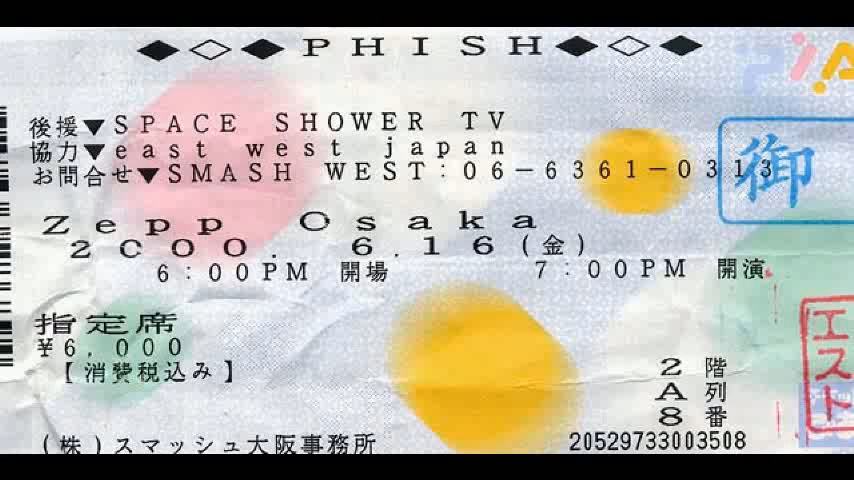 ◆◇◆PHISH◆◇◆
後援▼SPACE SHOWER TV
協力▼east west japan
お問合せ▼SMASH WEST:06-6361-0313
御
Zepp Osaka
2000. 6.16(金)
6:00PM 開場 7:00PM 開演
指定席
¥6,000
【消費税込み】
2 階
A 列
8 番
エスト
(株)スマッシュ大阪事務所
20529733003508